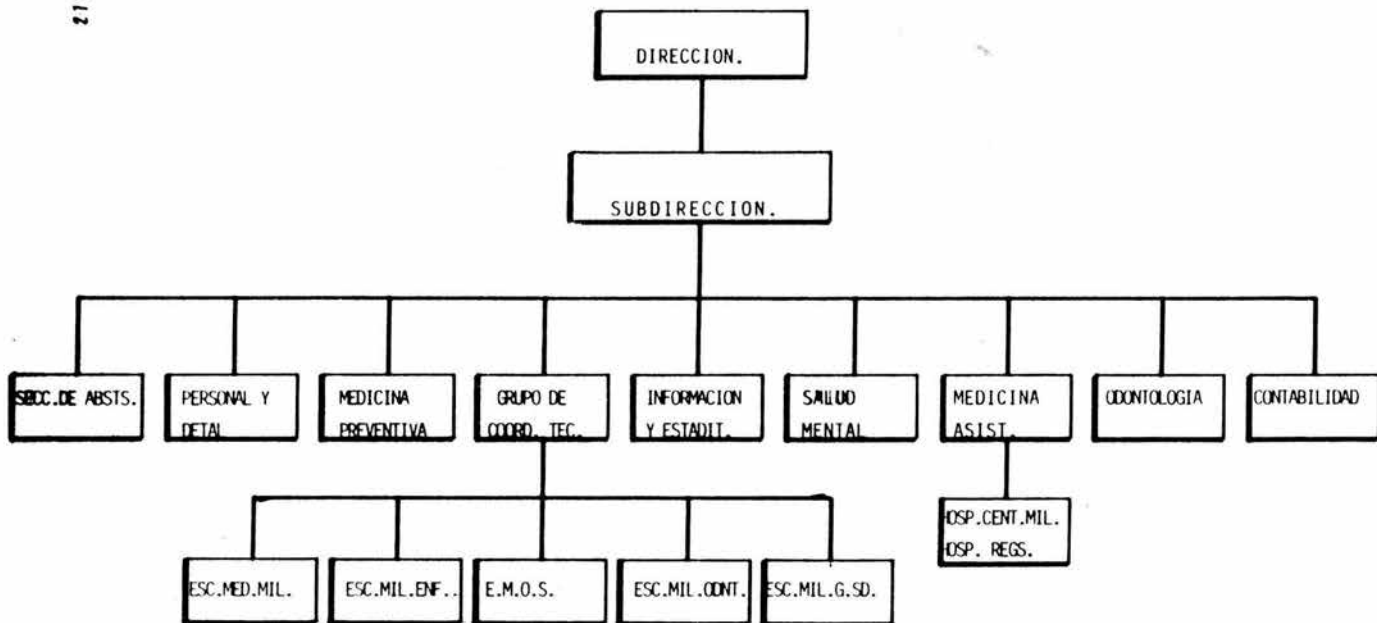 21
DIRECCION.
SUBDIRECCION.
SECC.DE ABSTS.
PERSONAL Y
DETAL
MEDICINA
PREVENTIVA
GRUPO DE
COORD. TEC.
INFORMACION
Y ESTADIT.
SALUD
MENTAL
MEDICINA
ASIST.
ODONTOLOGIA
CONTABILIDAD
HOSP.CENT.MIL.
HOSP. REGS.
ESC.MED.MIL.
ESC.MIL.ENF..
E.M.O.S.
ESC.MIL.ODNT.
ESC.MIL.G.SD.